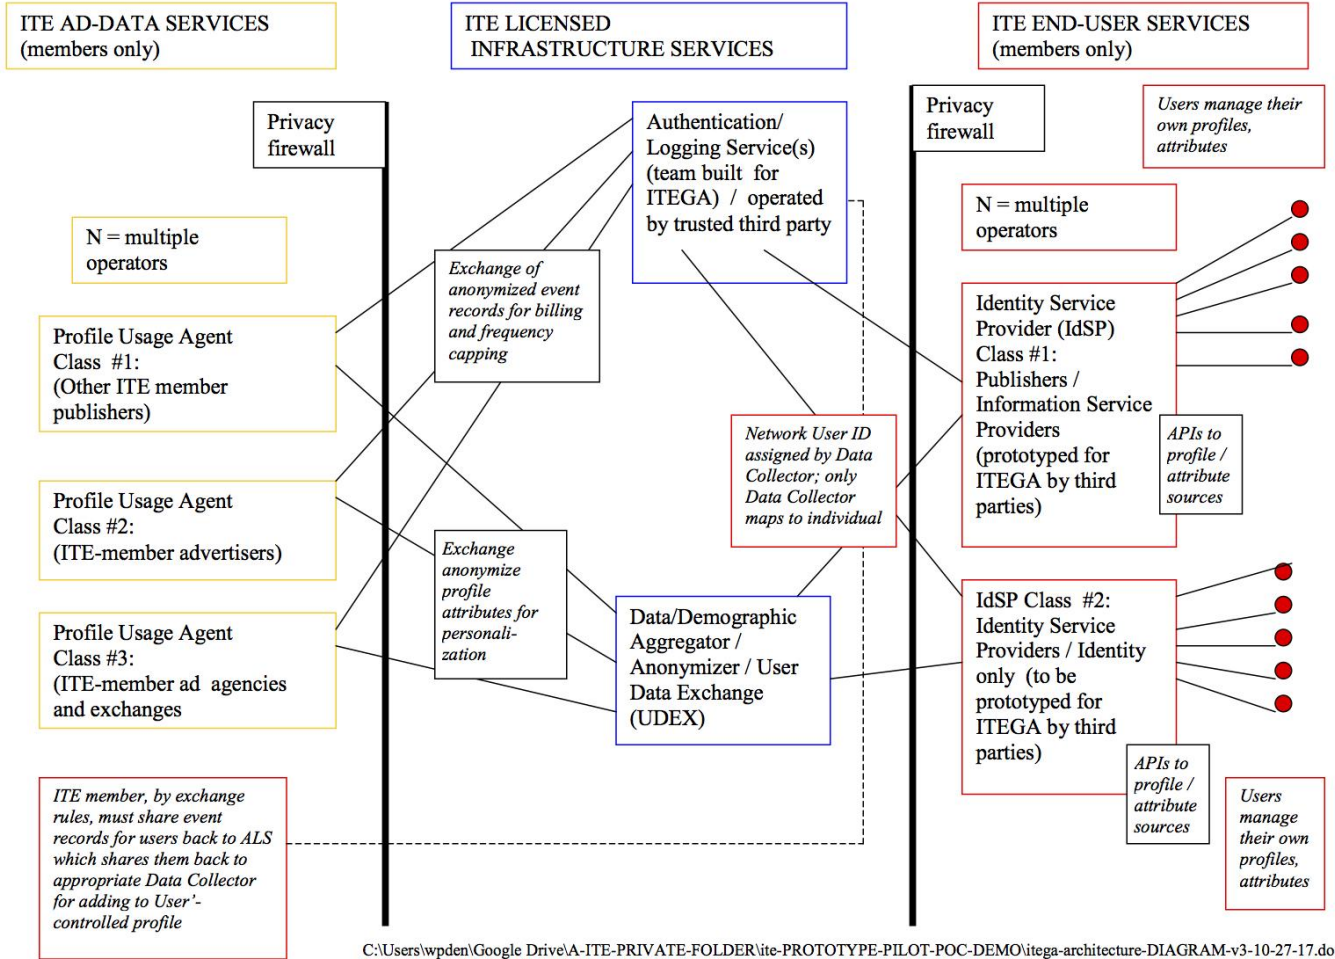 ITE AD-DATA SERVICES
(members only)
ITE LICENSED
INFRASTRUCTURE SERVICES
ITE END-USER SERVICES
(members only)
Privacy
firewall
Authentication/
Logging Service(s)
(team built for
ITEGA) / operated
by trusted third party
Privacy
firewall
Users manage their
own profiles,
attributes
N = multiple
operators
N = multiple
operators
Exchange of
anonymized event
records for billing
and frequency
capping
Profile Usage Agent
Class #1:
(Other ITE member
publishers)
Identity Service
Provider (IdSP)
Class #1:
Publishers /
Information Service
Providers
(prototyped for
ITEGA by third
parties)
APIs to
profile /
attribute
sources
Network User ID
assigned by Data
Collector; only
Data Collector
maps to individual
Profile Usage Agent
Class #2:
(ITE-member advertisers)
Exchange
anonymize
profile
attributes for
personali-
zation
Profile Usage Agent
Class #3:
(ITE-member ad agencies
and exchanges
Data/Demographic
Aggregator /
Anonymizer / User
Data Exchange
(UDEX)
IdSP Class #2:
Identity Service
Providers / Identity
only (to be
prototyped for
ITEGA by third
parties)
APIs to
profile /
attribute
sources
Users
manage
their own
profiles,
attributes
ITE member, by exchange
rules, must share event
records for users back to ALS
which shares them back to
appropriate Data Collector
for adding to User'-
controlled profile
C:\Users\wpden\Google Drive\A-ITE-PRIVATE-FOLDER\ite-PROTOTYPE-PILOT-POC-DEMO\itega-architecture-DIAGRAM-v3-10-27-17.do